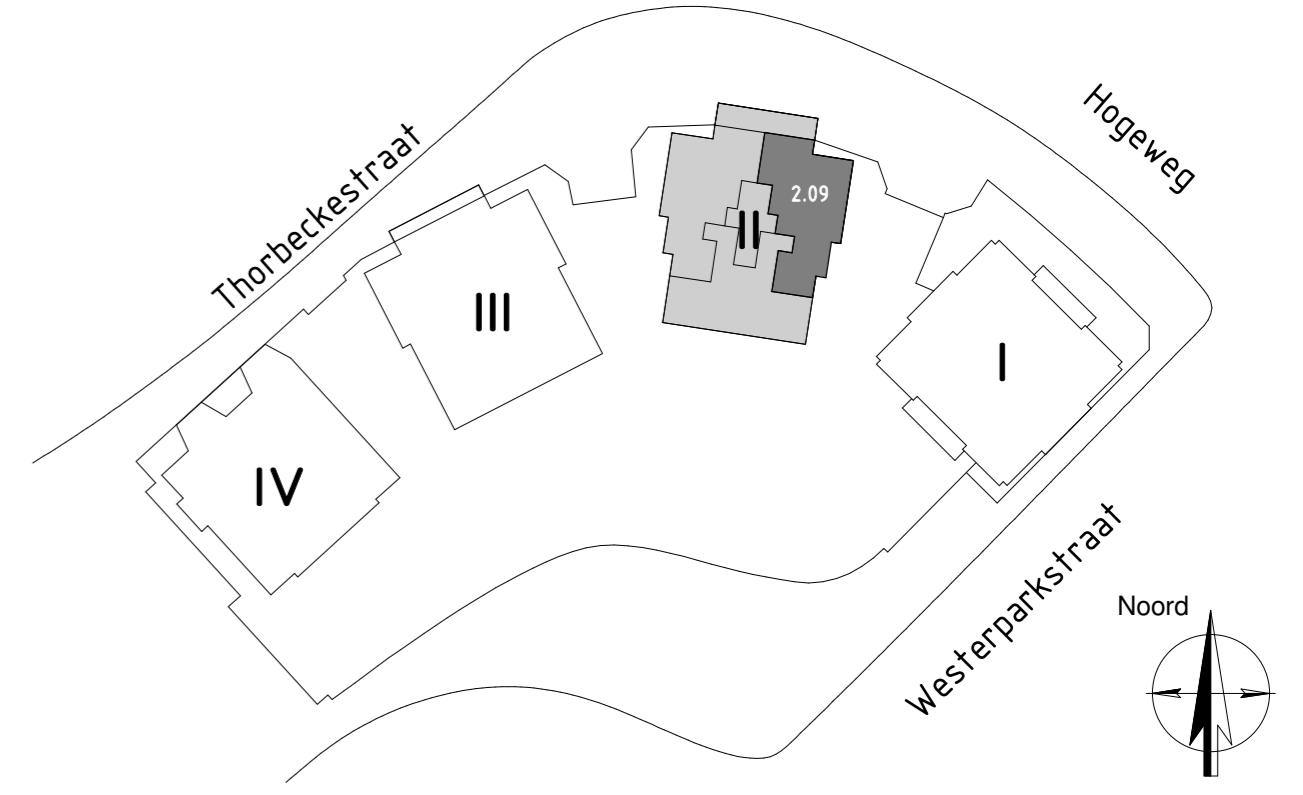 Hogeweg
Thorbeckestraat
2.09
II
III
I
IV
Westerparkstraat
Noord